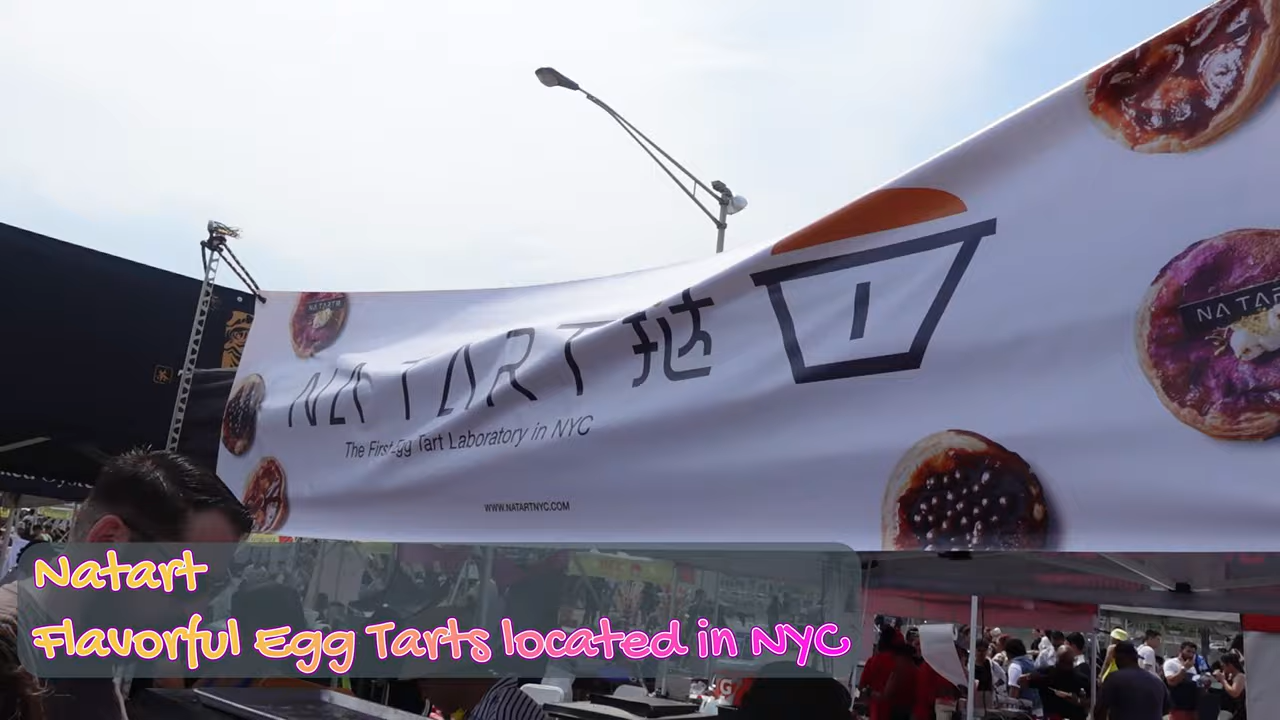 NA TART 挞
The First Egg Tart Laboratory in NYC
WWW.NATARTNYC.COM
NA TART
Natart
Flavorful Egg Tarts located in NYC